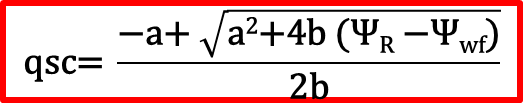 qsc= −a+ √a²+4b (Ψ_R −Ψ_wf) / 2b